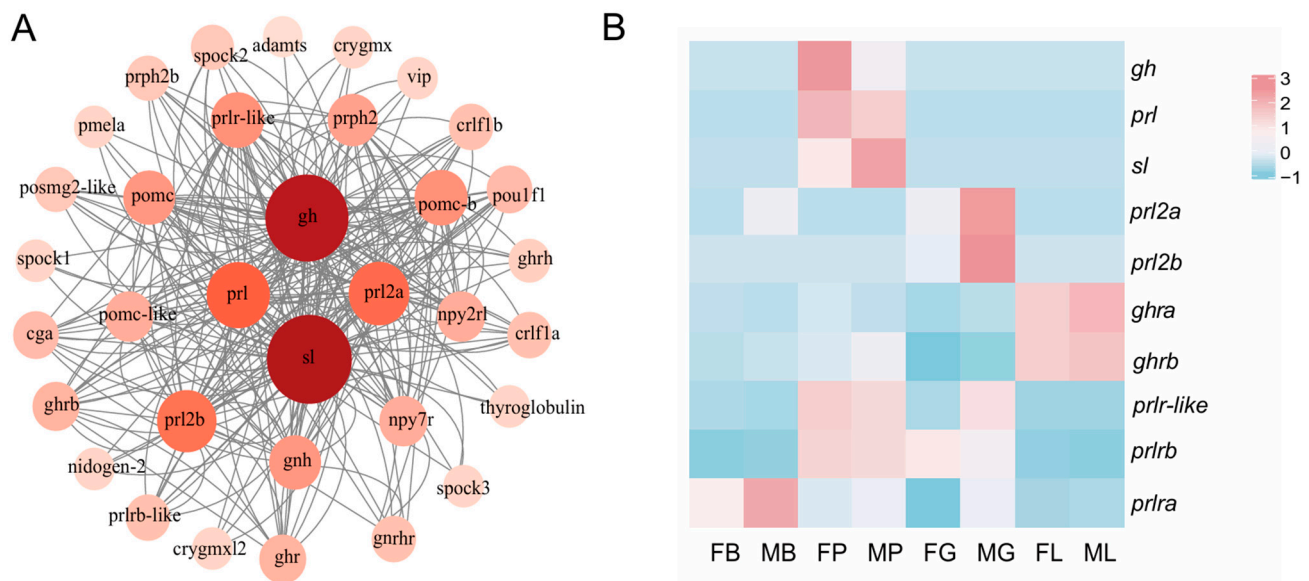 A
adamts
crygmx
spock2
prph2b
vip
prlr-like
prph2
pmela
crlf1b
posmg2-like
pomc
pomc-b
pou1f1
gh
spock1
ghrh
prl
prl2a
pomc-like
npy2rl
cga
crlf1a
sl
ghrb
prl2b
npy7r
thyroglobulin
nidogen-2
gnh
spock3
prlrb-like
crygmxl2
ghr
gnrhr
B
gh
prl
sl
prl2a
prl2b
ghra
ghrb
prlr-like
prlrb
prlra
FB MB FP MP FG MG FL ML
3
2
1
0
−1